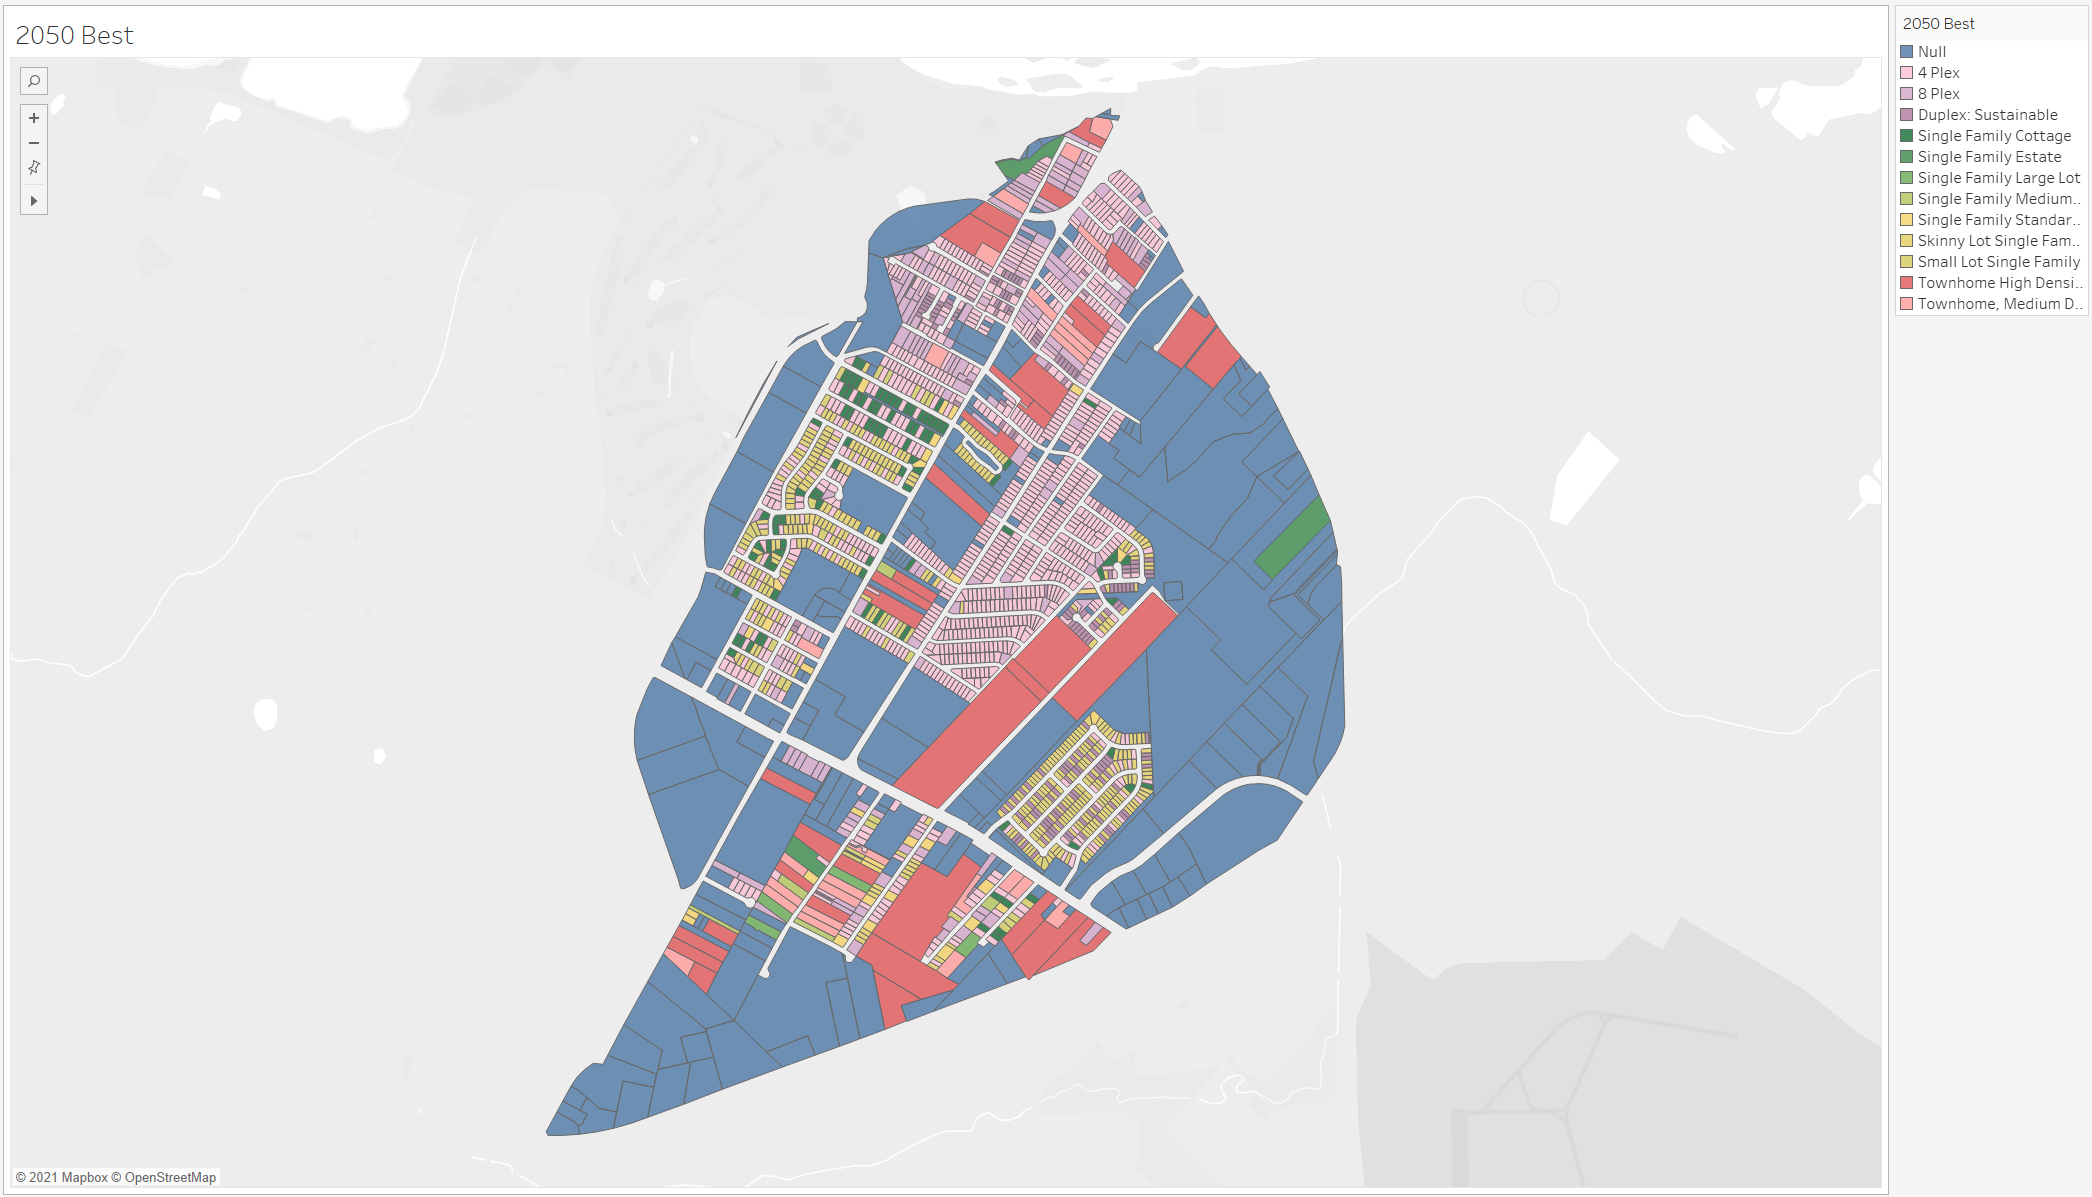 2050 Best
2050 Best
Null
4 Plex
8 Plex
Duplex: Sustainable
Single Family Cottage
Single Family Estate
Single Family Large Lot
Single Family Medium..
Single Family Standar..
Skinny Lot Single Fam..
Small Lot Single Family
Townhome High Densi..
Townhome, Medium D..
© 2021 Mapbox © OpenStreetMap